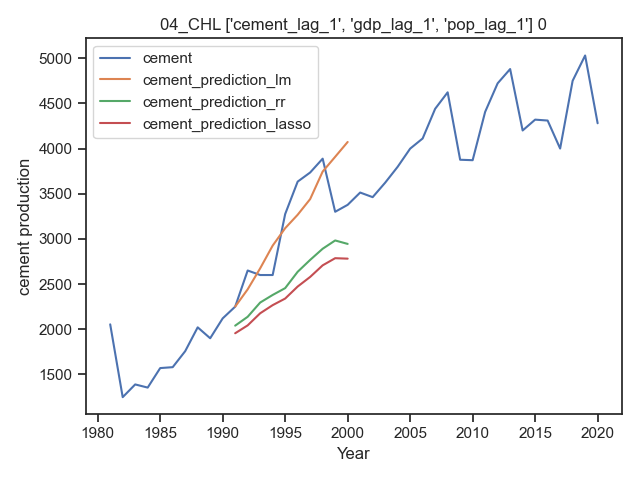 04_CHL ['cement_lag_1', 'gdp_lag_1', 'pop_lag_1'] 0
cement
cement_prediction_lm
cement_prediction_rr
cement_prediction_lasso
5000
4500
4000
3500
3000
2500
2000
1500
cement production
1980 1985 1990 1995 2000 2005 2010 2015 2020
Year